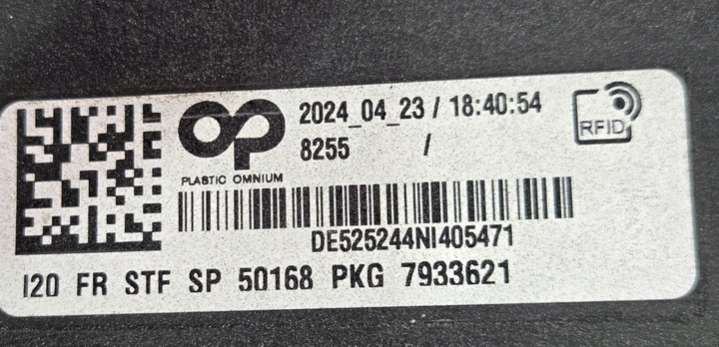 2024_04_23 / 18:40:54
8255 /
RFID
PLASTIC OMNIUM
DE525244NI405471
I20 FR STF SP 50168 PKG 7933621